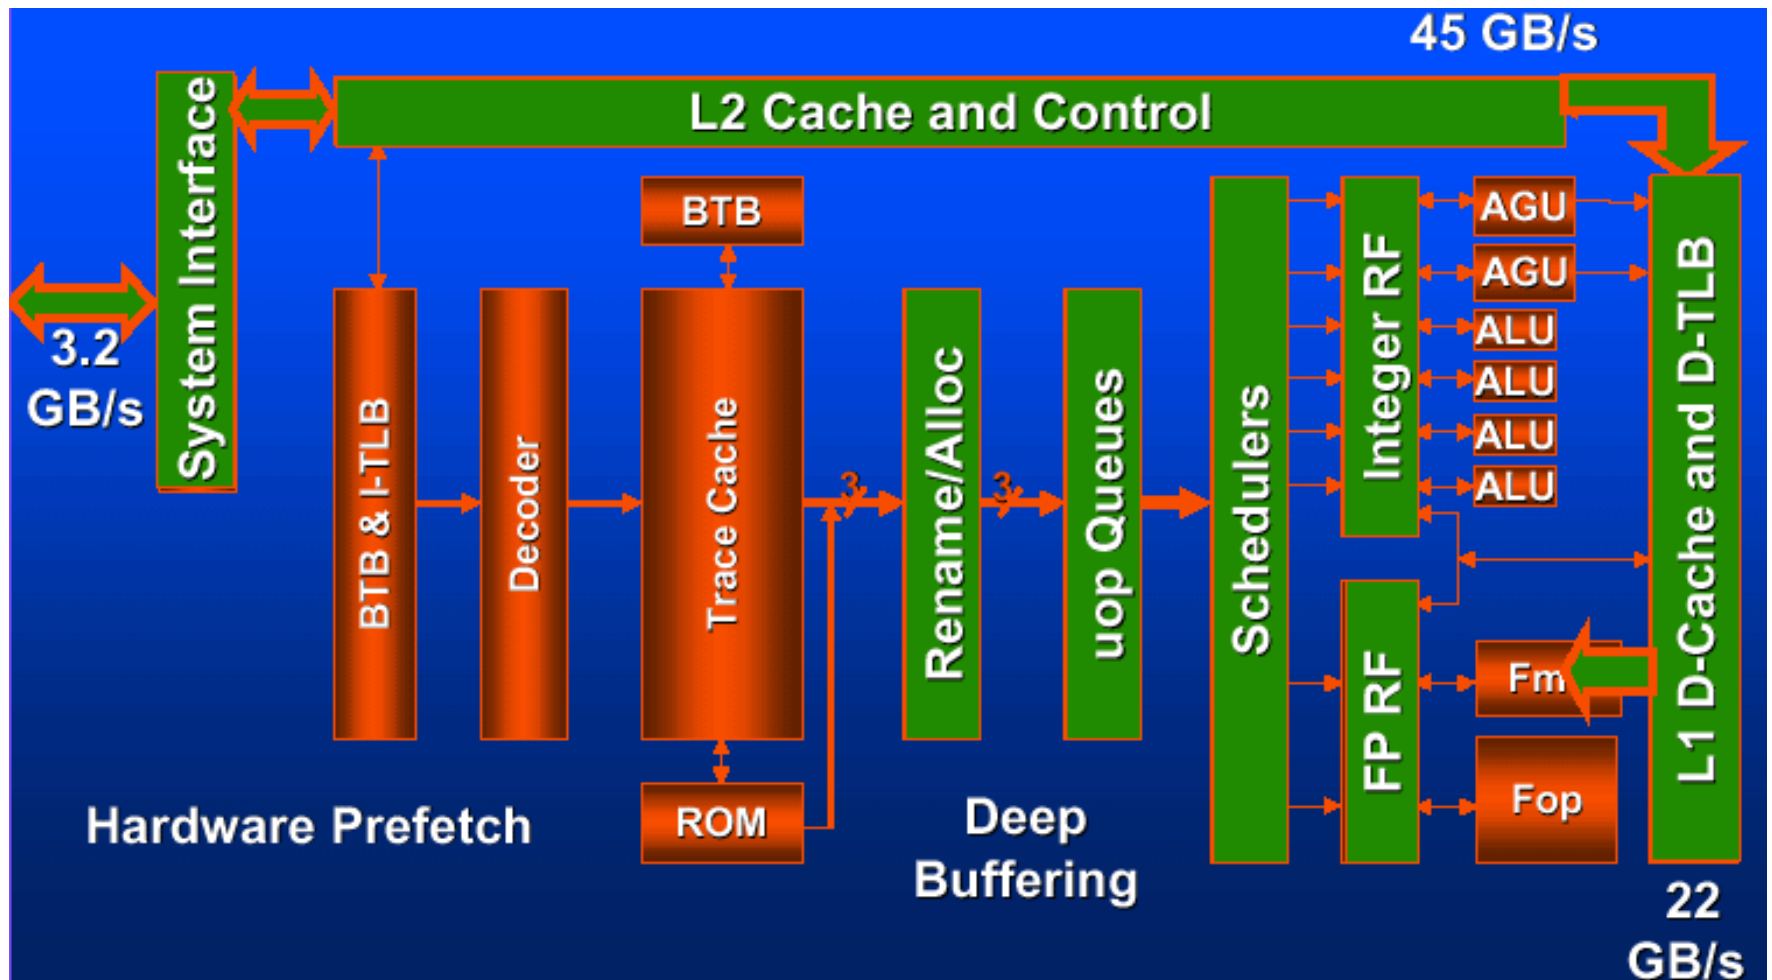 45 GB/s
L2 Cache and Control
System Interface
3.2
GB/s
BTB
AGU
AGU
ALU
ALU
ALU
ALU
BTB & I-TLB
Decoder
Trace Cache
3
Rename/Alloc
3
uop Queues
Schedulers
Integer RF
FP RF
Fm
Fop
L1 D-Cache and D-TLB
ROM
Hardware Prefetch
Deep
Buffering
22
GB/s